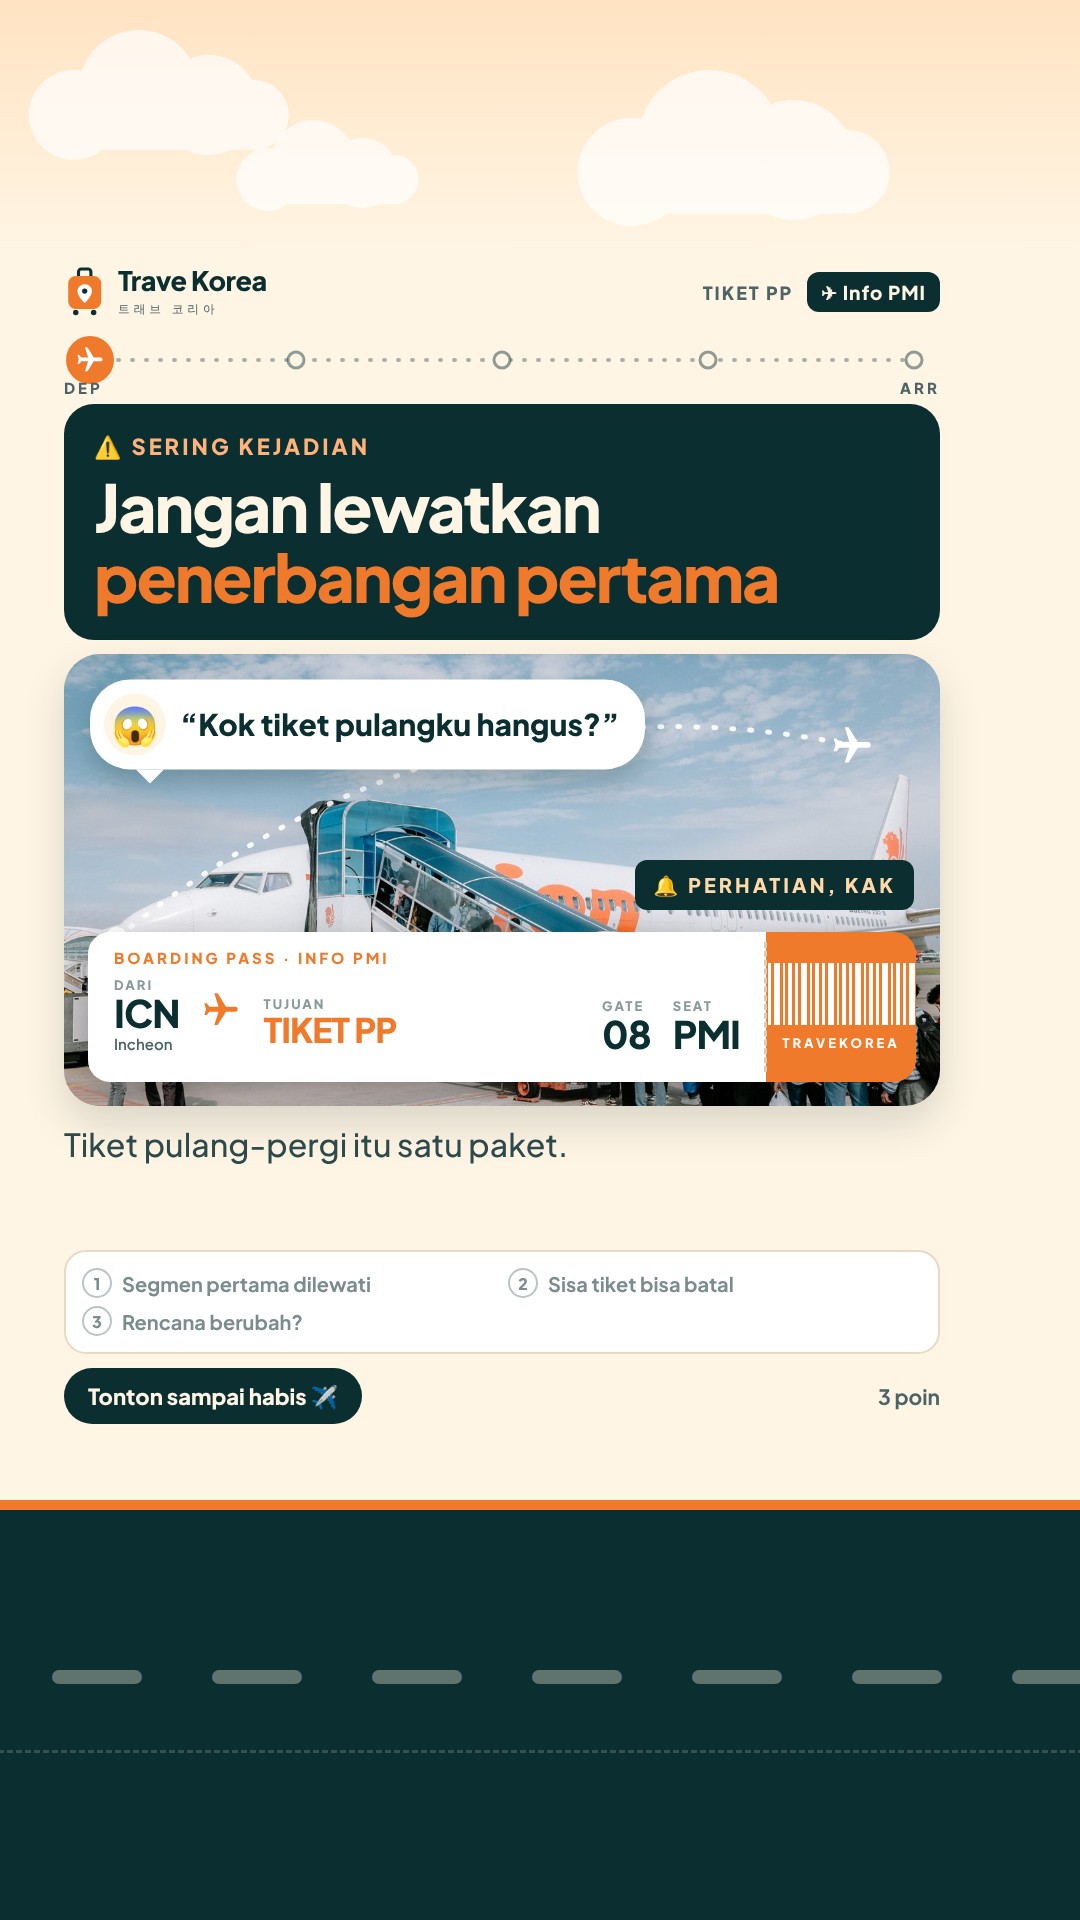 Trave Korea
트래브 코리아
TIKET PP
✈ Info PMI
DEP
ARR
⚠️ SERING KEJADIAN
Jangan lewatkan
penerbangan pertama
😱 “Kok tiket pulangku hangus?”
🔔 PERHATIAN, KAK
BOARDING PASS · INFO PMI
DARI
ICN
Incheon
TUJUAN
TIKET PP
GATE
08
SEAT
PMI
TRAVEKOREA
Tiket pulang-pergi itu satu paket.
1 Segmen pertama dilewati
2 Sisa tiket bisa batal
3 Rencana berubah?
Tonton sampai habis ✈️
3 poin